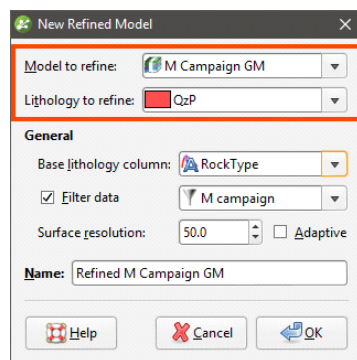 New Refined Model
Model to refine: M Campaign GM
Lithology to refine: QzP
General
Base lithology column: RockType
Filter data M campaign
Surface resolution: 50.0 Adaptive
Name: Refined M Campaign GM
Help Cancel OK